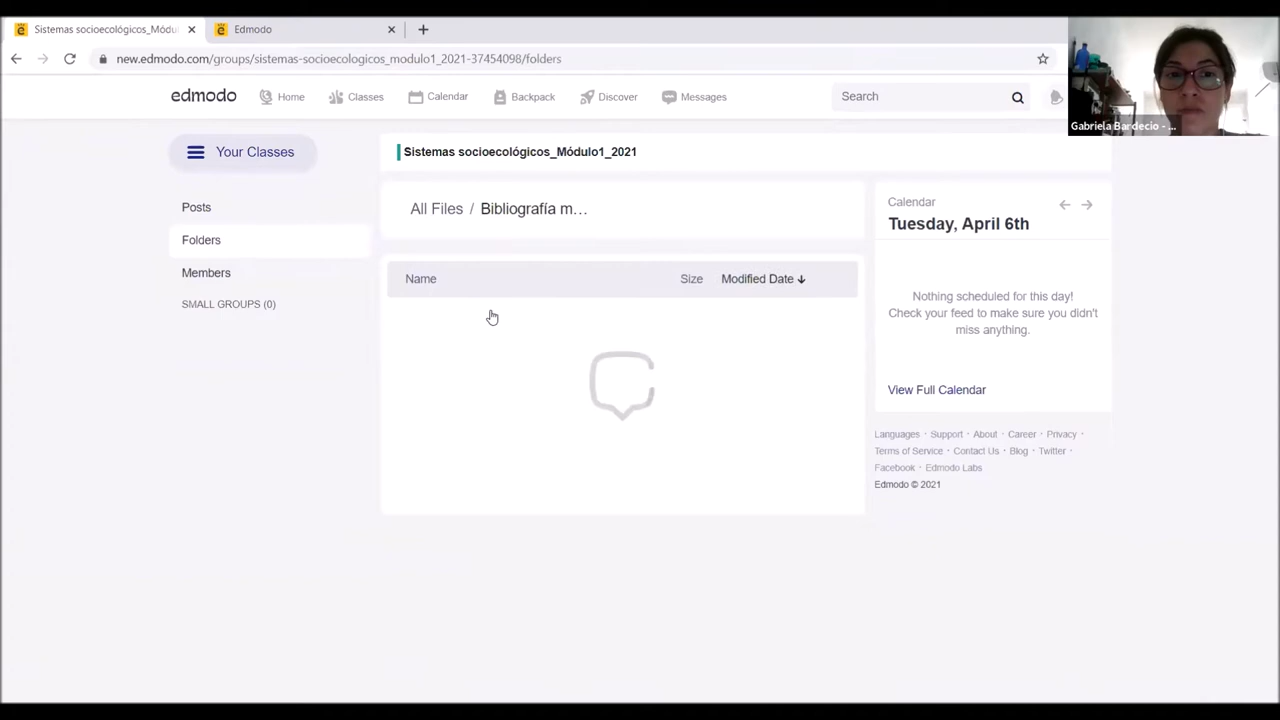 Sistemas socioecológicos_Módul
Edmodo
new.edmodo.com/groups/sistemas-socioecologicos_modulo1_2021-37454098/folders
edmodo
Home
Classes
Calendar
Backpack
Discover
Messages
Search
Gabriela Bardecio - ...
Your Classes
Posts
Folders
Members
SMALL GROUPS (0)
Sistemas socioecológicos_Módulo1_2021
All Files / Bibliografía m…
Name Size Modified Date
Calendar
Tuesday, April 6th
Nothing scheduled for this day!
Check your feed to make sure you didn't
miss anything.
View Full Calendar
Languages · Support · About · Career · Privacy ·
Terms of Service · Contact Us · Blog · Twitter ·
Facebook · Edmodo Labs
Edmodo © 2021